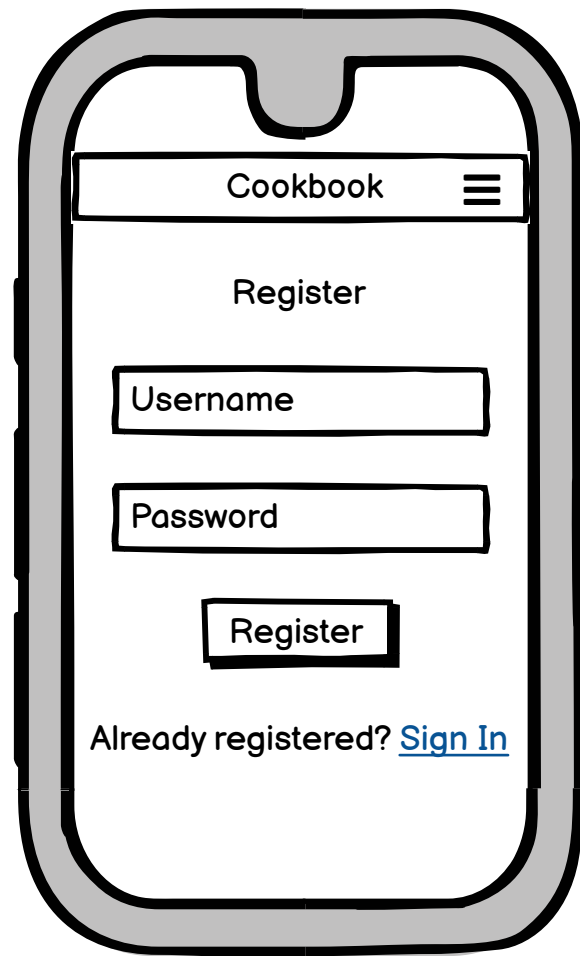 Cookbook
Register
Username
Password
Register
Already registered? Sign In